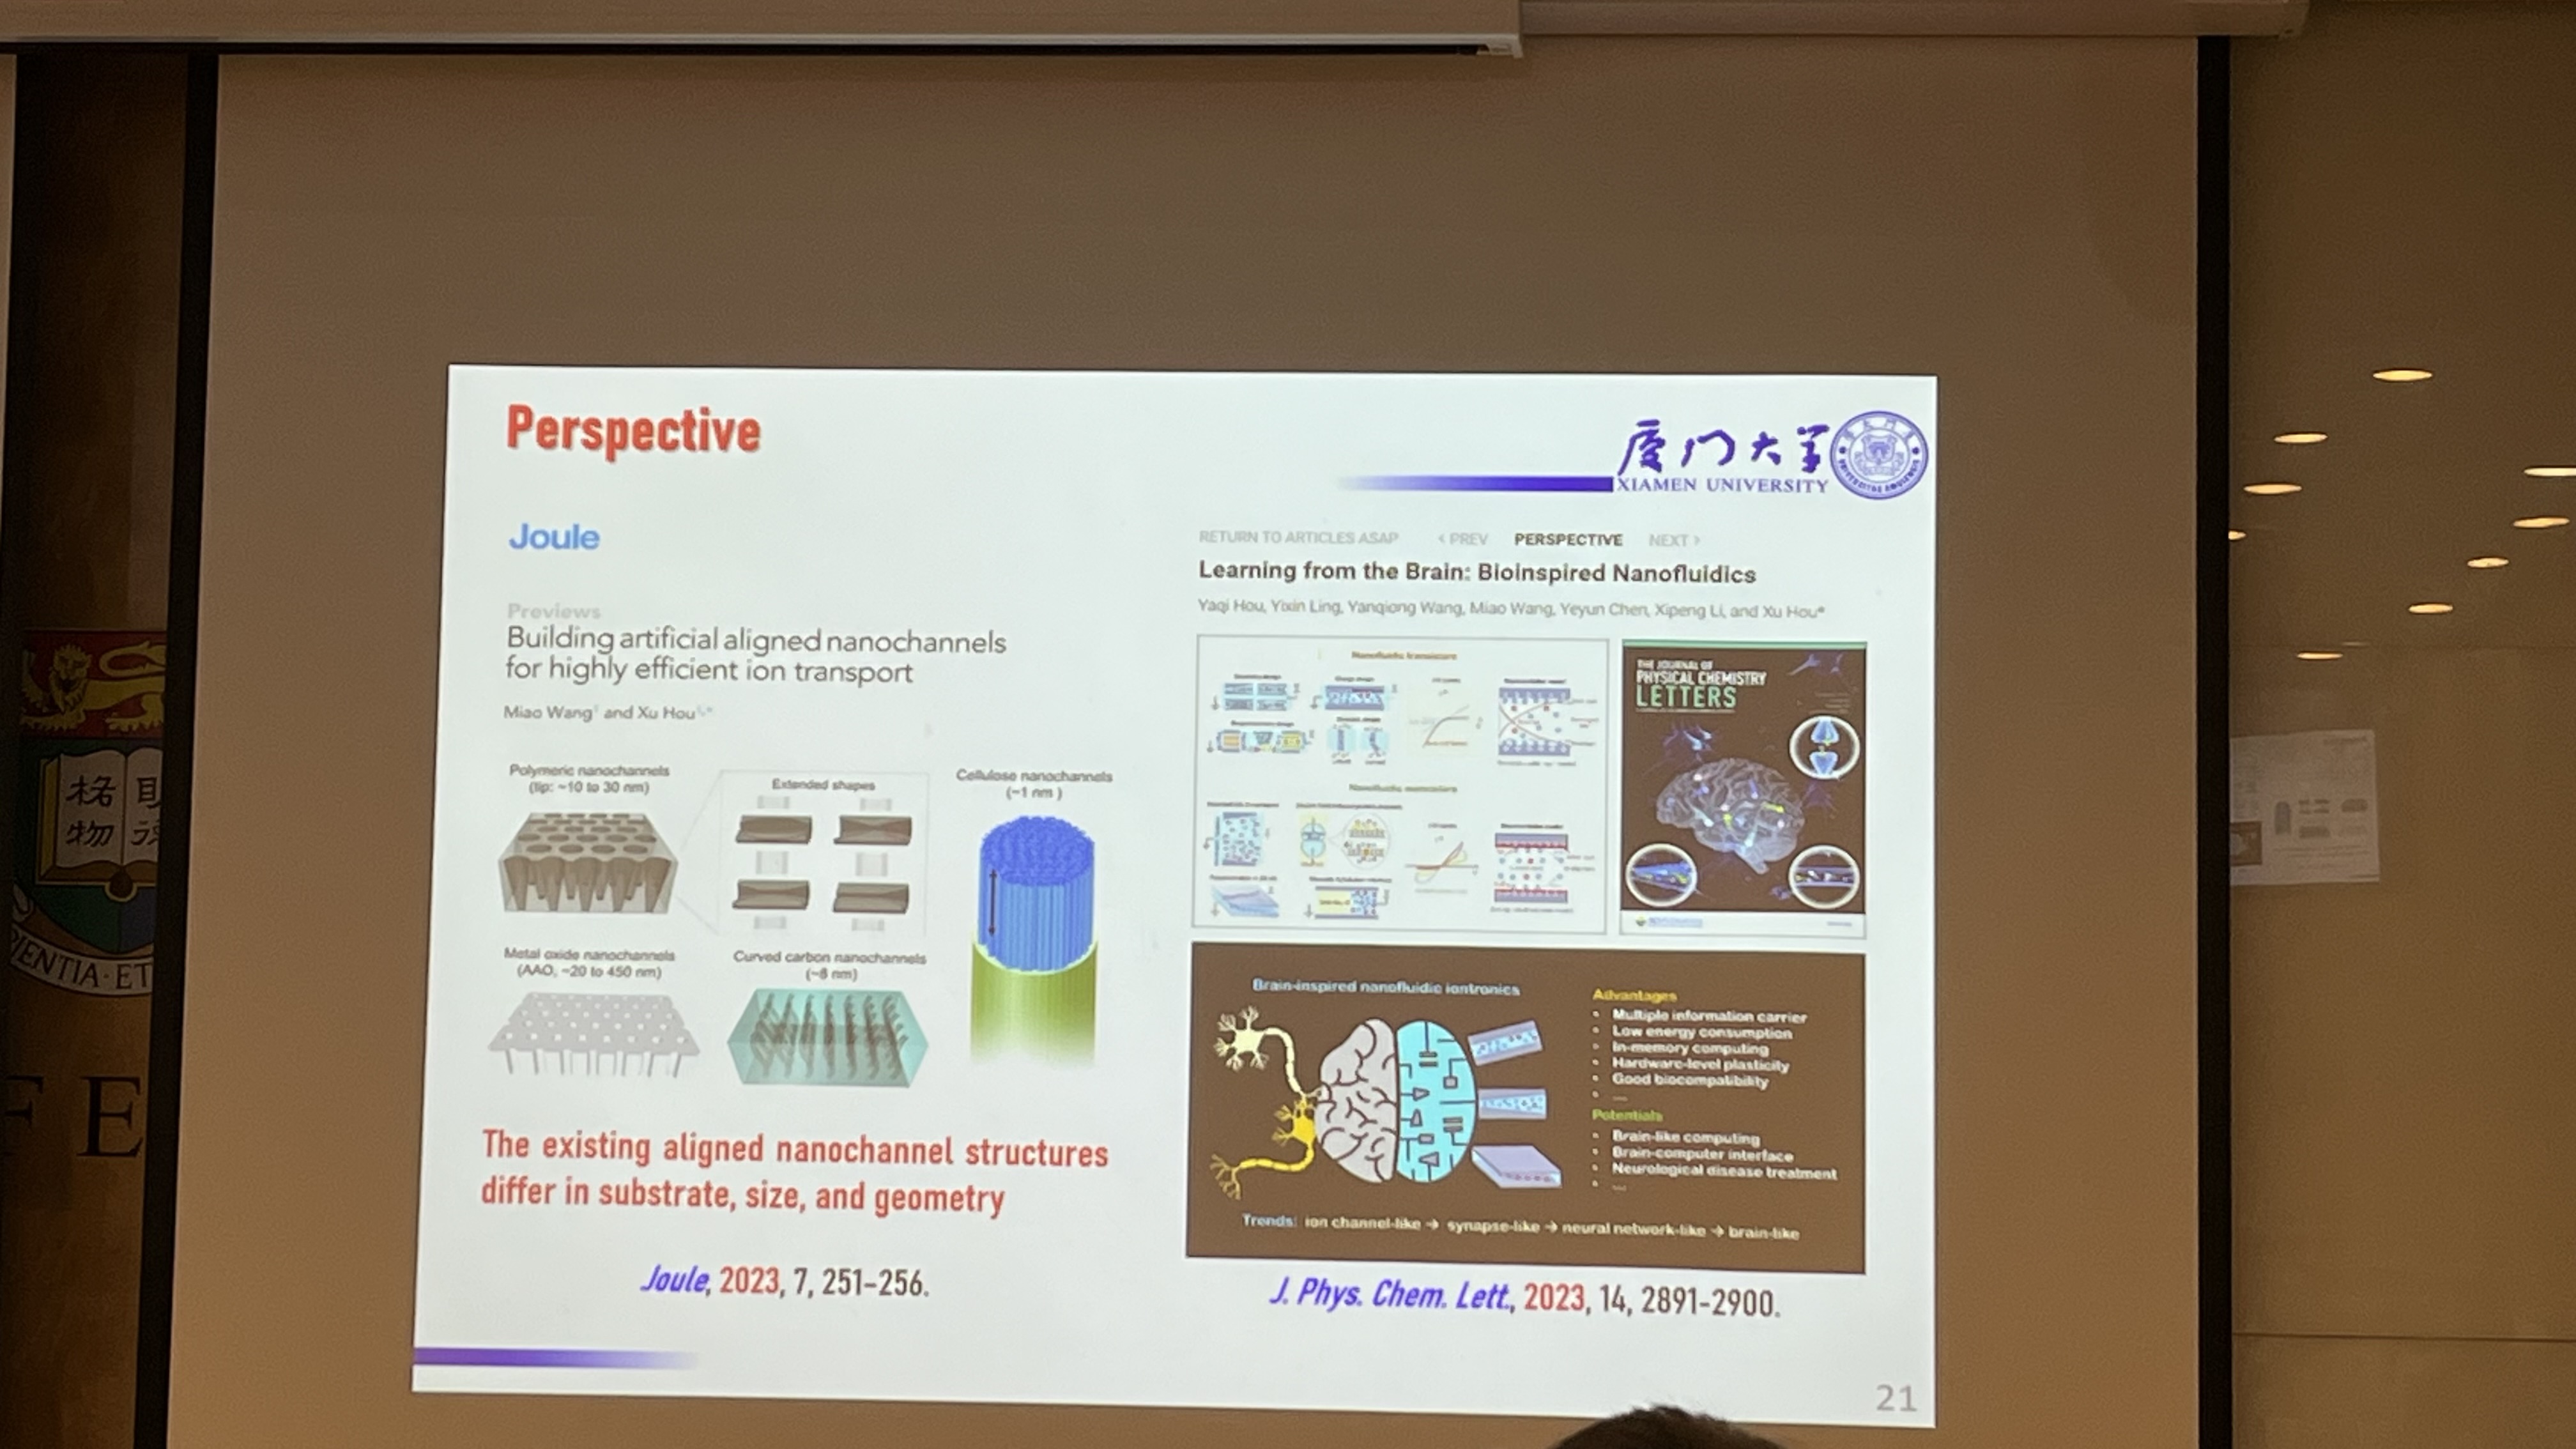 Perspective
厦门大学
XIAMEN UNIVERSITY
Joule
Previews
Building artificial aligned nanochannels
for highly efficient ion transport
Miao Wang and Xu Hou
Polymeric nanochannels
(tip: ~10 to 30 nm)
Extended shapes
Cellulose nanochannels
(~1 nm)
Metal oxide nanochannels
(AAO, ~20 to 450 nm)
Curved carbon nanochannels
(~8 nm)
The existing aligned nanochannel structures
differ in substrate, size, and geometry
Joule, 2023, 7, 251-256.
RETURN TO ARTICLES ASAP < PREV PERSPECTIVE NEXT >
Learning from the Brain: Bioinspired Nanofluidics
Yaqi Hou, Yixin Ling, Yanqiong Wang, Miao Wang, Yeyun Chen, Xipeng Li, and Xu Hou*
Nanofluidic transistors
Nanofluidic memristors
THE JOURNAL OF
PHYSICAL CHEMISTRY
LETTERS
Brain-inspired nanofluidic iontronics
Advantages
• Multiple information carrier
• Low energy consumption
• In-memory computing
• Hardware-level plasticity
• Good biocompatibility
• ...
Potentials
• Brain-like computing
• Brain-computer interface
• Neurological disease treatment
• ...
Trends: ion channel-like → synapse-like → neural network-like → brain-like
J. Phys. Chem. Lett., 2023, 14, 2891-2900.
21
格
物
IENTIA·ET
F E